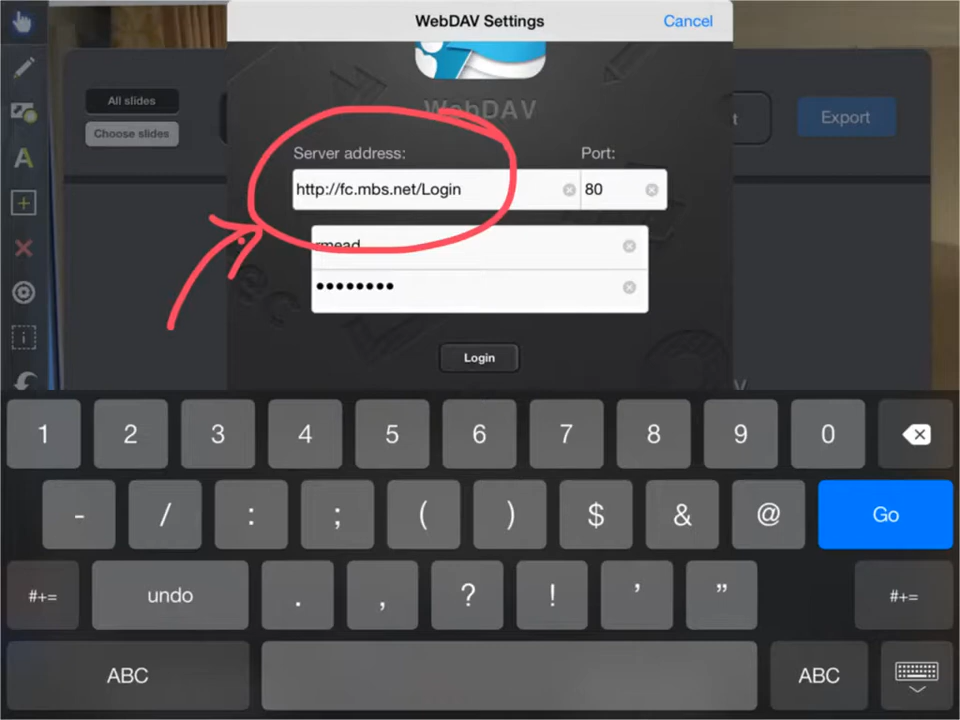 WebDAV Settings
Cancel
All slides
Choose slides
Export
WebDAV
Server address:
Port:
http://fc.mbs.net/Login
80
rmead
••••••••
Login
1 2 3 4 5 6 7 8 9 0
- / : ; ( ) $ & @ Go
#+= undo . , ? ! ’ ” #+=
ABC ABC